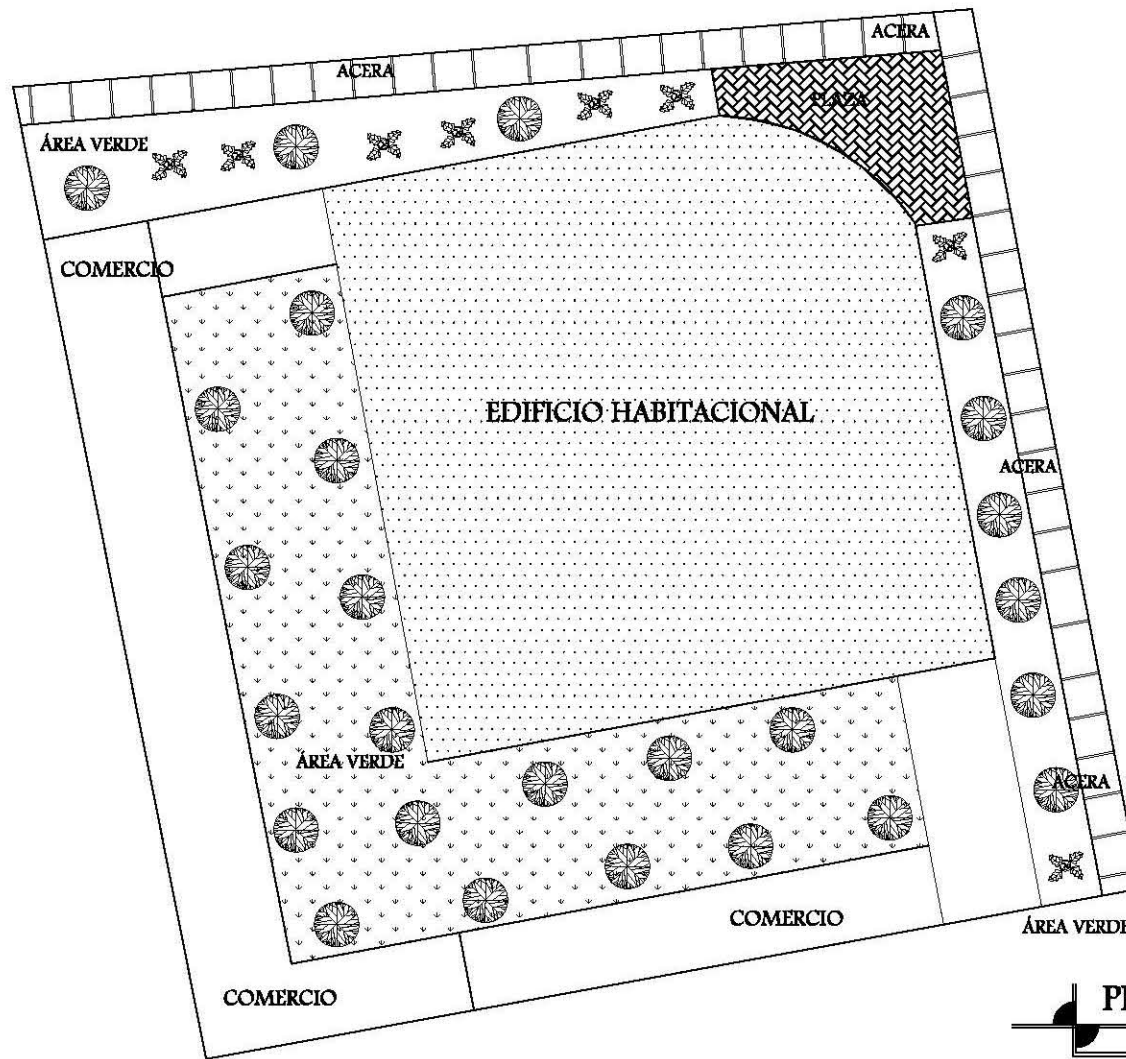 ACERA
ACERA
PLAZA
ÁREA VERDE
COMERCIO
EDIFICIO HABITACIONAL
ACERA
ÁREA VERDE
ACERA
COMERCIO
ÁREA VERDE
COMERCIO